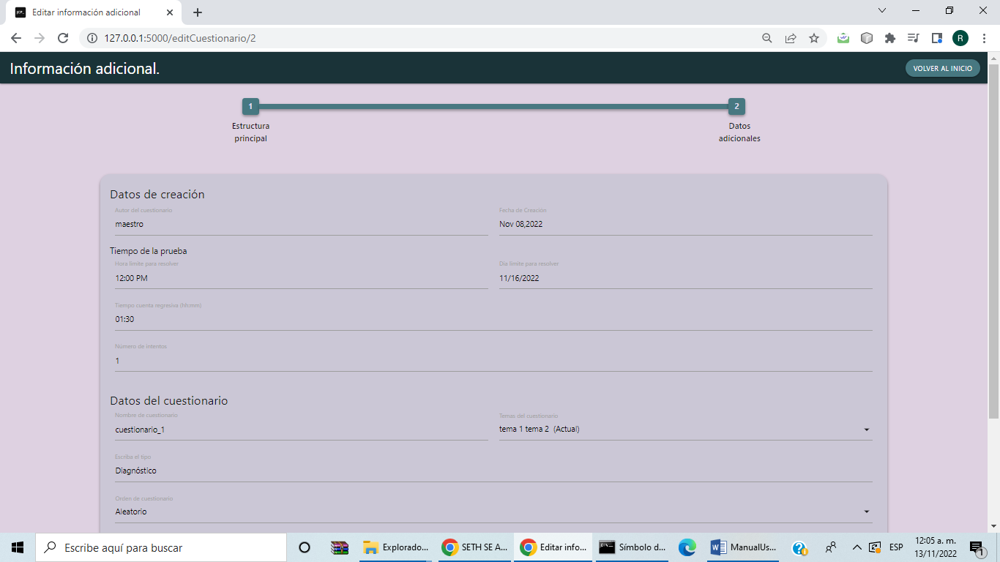 Editar información adicional
127.0.0.1:5000/editCuestionario/2
R
Información adicional.
VOLVER AL INICIO
1
2
Estructura
principal
Datos
adicionales
Datos de creación
Autor del cuestionario
Fecha de Creación
maestro
Nov 08,2022
Tiempo de la prueba
Hora limite para resolver
Dia limite para resolver
12:00 PM
11/16/2022
Tiempo cuenta regresiva (hh:mm)
01:30
Numero de intentos
1
Datos del cuestionario
Nombre de cuestionario
Temas del cuestionario
cuestionario_1
tema 1 tema 2 (Actual)
Escriba el tipo
Diagnóstico
Orden de cuestionario
Aleatorio
Escribe aquí para buscar
Explorado...
SETH SE A...
Editar info...
Símbolo d...
ManualUs...
ESP
12:05 a. m.
13/11/2022
1